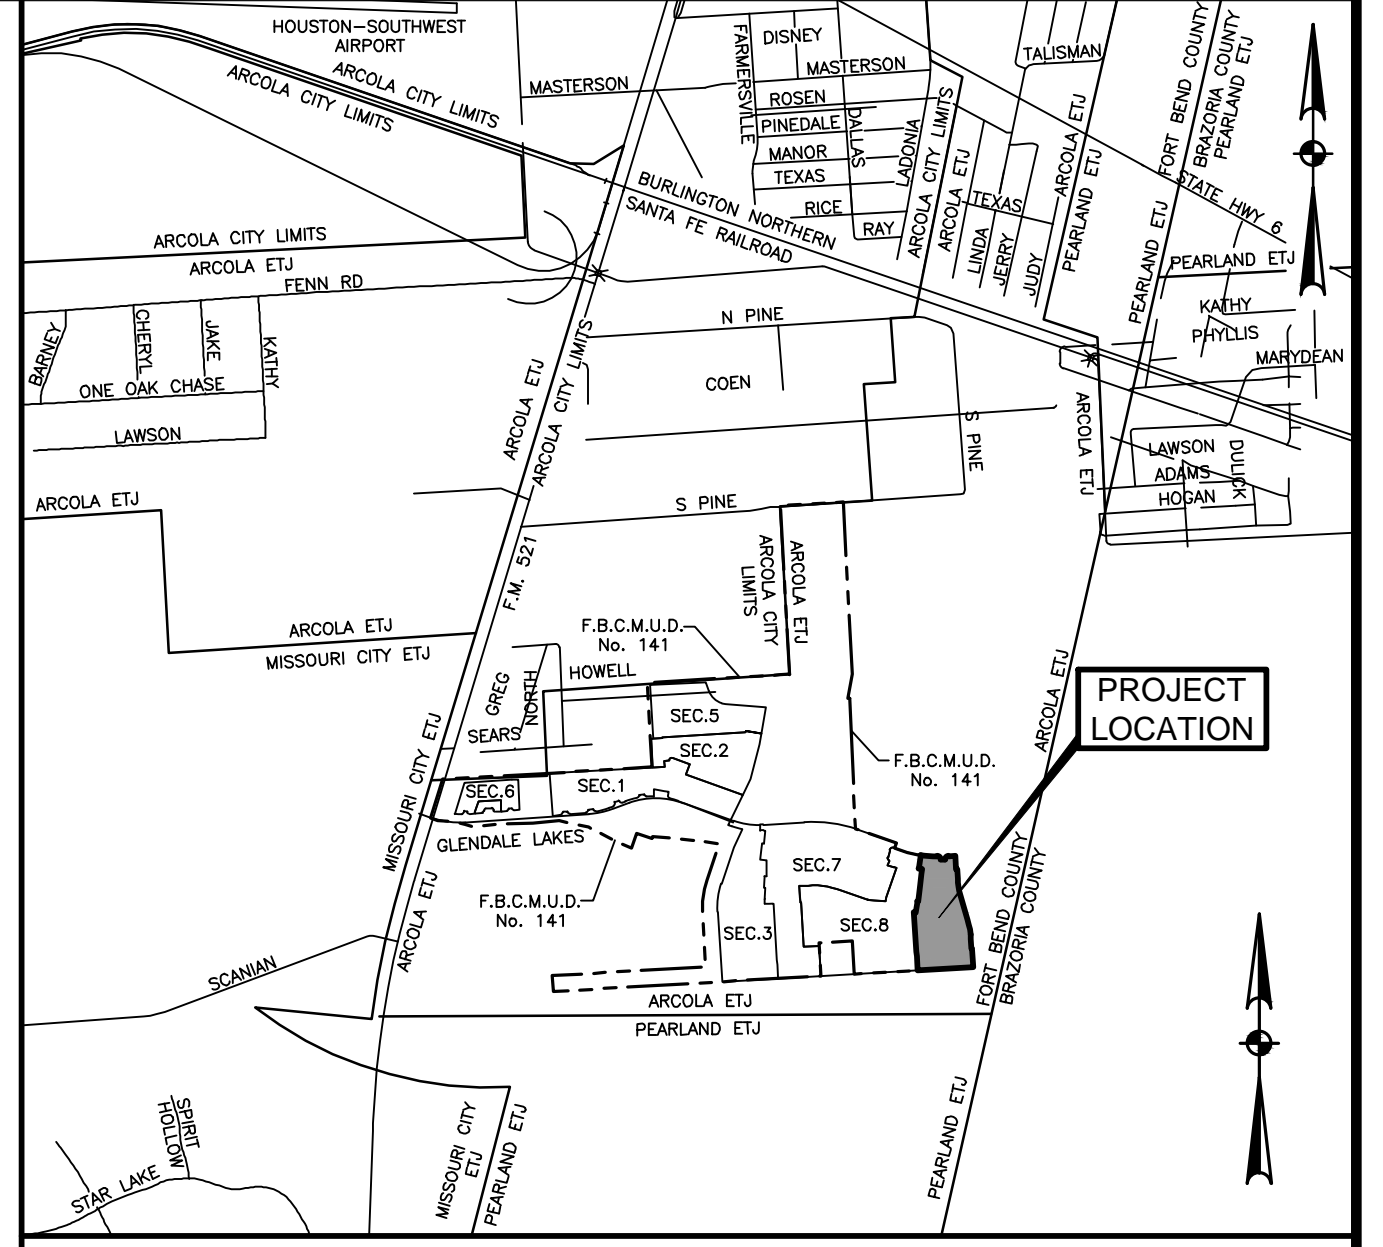 HOUSTON-SOUTHWEST
AIRPORT
ARCOLA CITY LIMITS
ARCOLA CITY LIMITS
MASTERSON
FARMERSVILLE
DISNEY
MASTERSON
ROSEN
PINEDALE
MANOR
TEXAS
RICE
RAY
DALLAS
LADONIA
ARCOLA CITY LIMITS
ARCOLA ETJ
TALISMAN
TEXAS
LINDA
JERRY
JUDY
ARCOLA ETJ
PEARLAND ETJ
FORT BEND COUNTY
BRAZORIA COUNTY
PEARLAND ETJ
STATE HWY 6
PEARLAND ETJ
PEARLAND ETJ
KATHY
PHYLLIS
MARYDEAN
BURLINGTON NORTHERN
SANTA FE RAILROAD
ARCOLA CITY LIMITS
ARCOLA ETJ
FENN RD
BARNEY
CHERYL
JAKE
KATHY
ONE OAK CHASE
LAWSON
ARCOLA ETJ
ARCOLA CITY LIMITS
N PINE
COEN
S PINE
S PINE
ARCOLA ETJ
LAWSON
ADAMS
HOGAN
DULICK
ARCOLA ETJ
F.M. 521
ARCOLA CITY
LIMITS
ARCOLA ETJ
ARCOLA ETJ
MISSOURI CITY ETJ
F.B.C.M.U.D.
No. 141
HOWELL
GREG
NORTH
SEARS
SEC.5
SEC.2
SEC.1
SEC.6
MISSOURI CITY ETJ
ARCOLA ETJ
GLENDALE LAKES
F.B.C.M.U.D.
No. 141
F.B.C.M.U.D.
No. 141
ARCOLA ETJ
PROJECT
LOCATION
SEC.7
SEC.8
SEC.3
FORT BEND COUNTY
BRAZORIA COUNTY
SCANIAN
ARCOLA ETJ
PEARLAND ETJ
SPIRIT
HOLLOW
STAR LAKE
MISSOURI CITY
ETJ
PEARLAND ETJ
PEARLAND ETJ